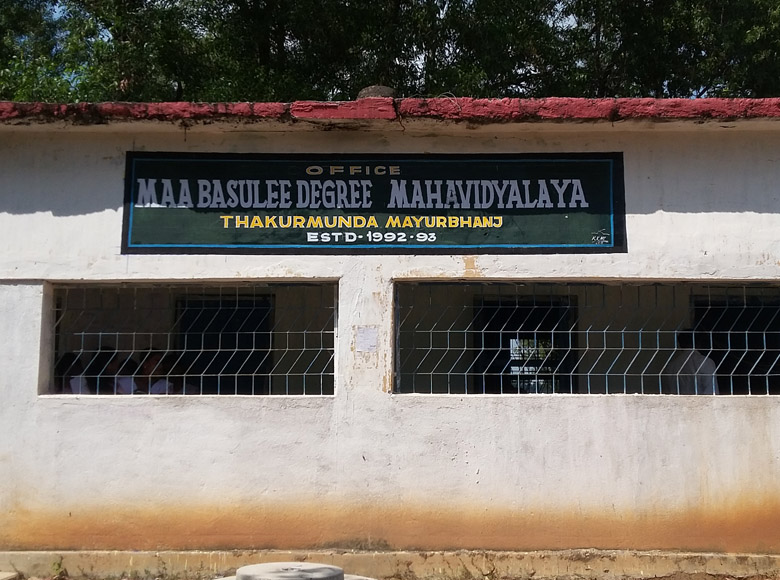 OFFICE
MAA BASULEE DEGREE MAHAVIDYALAYA
THAKURMUNDA MAYURBHANJ
ESTD-1992-93